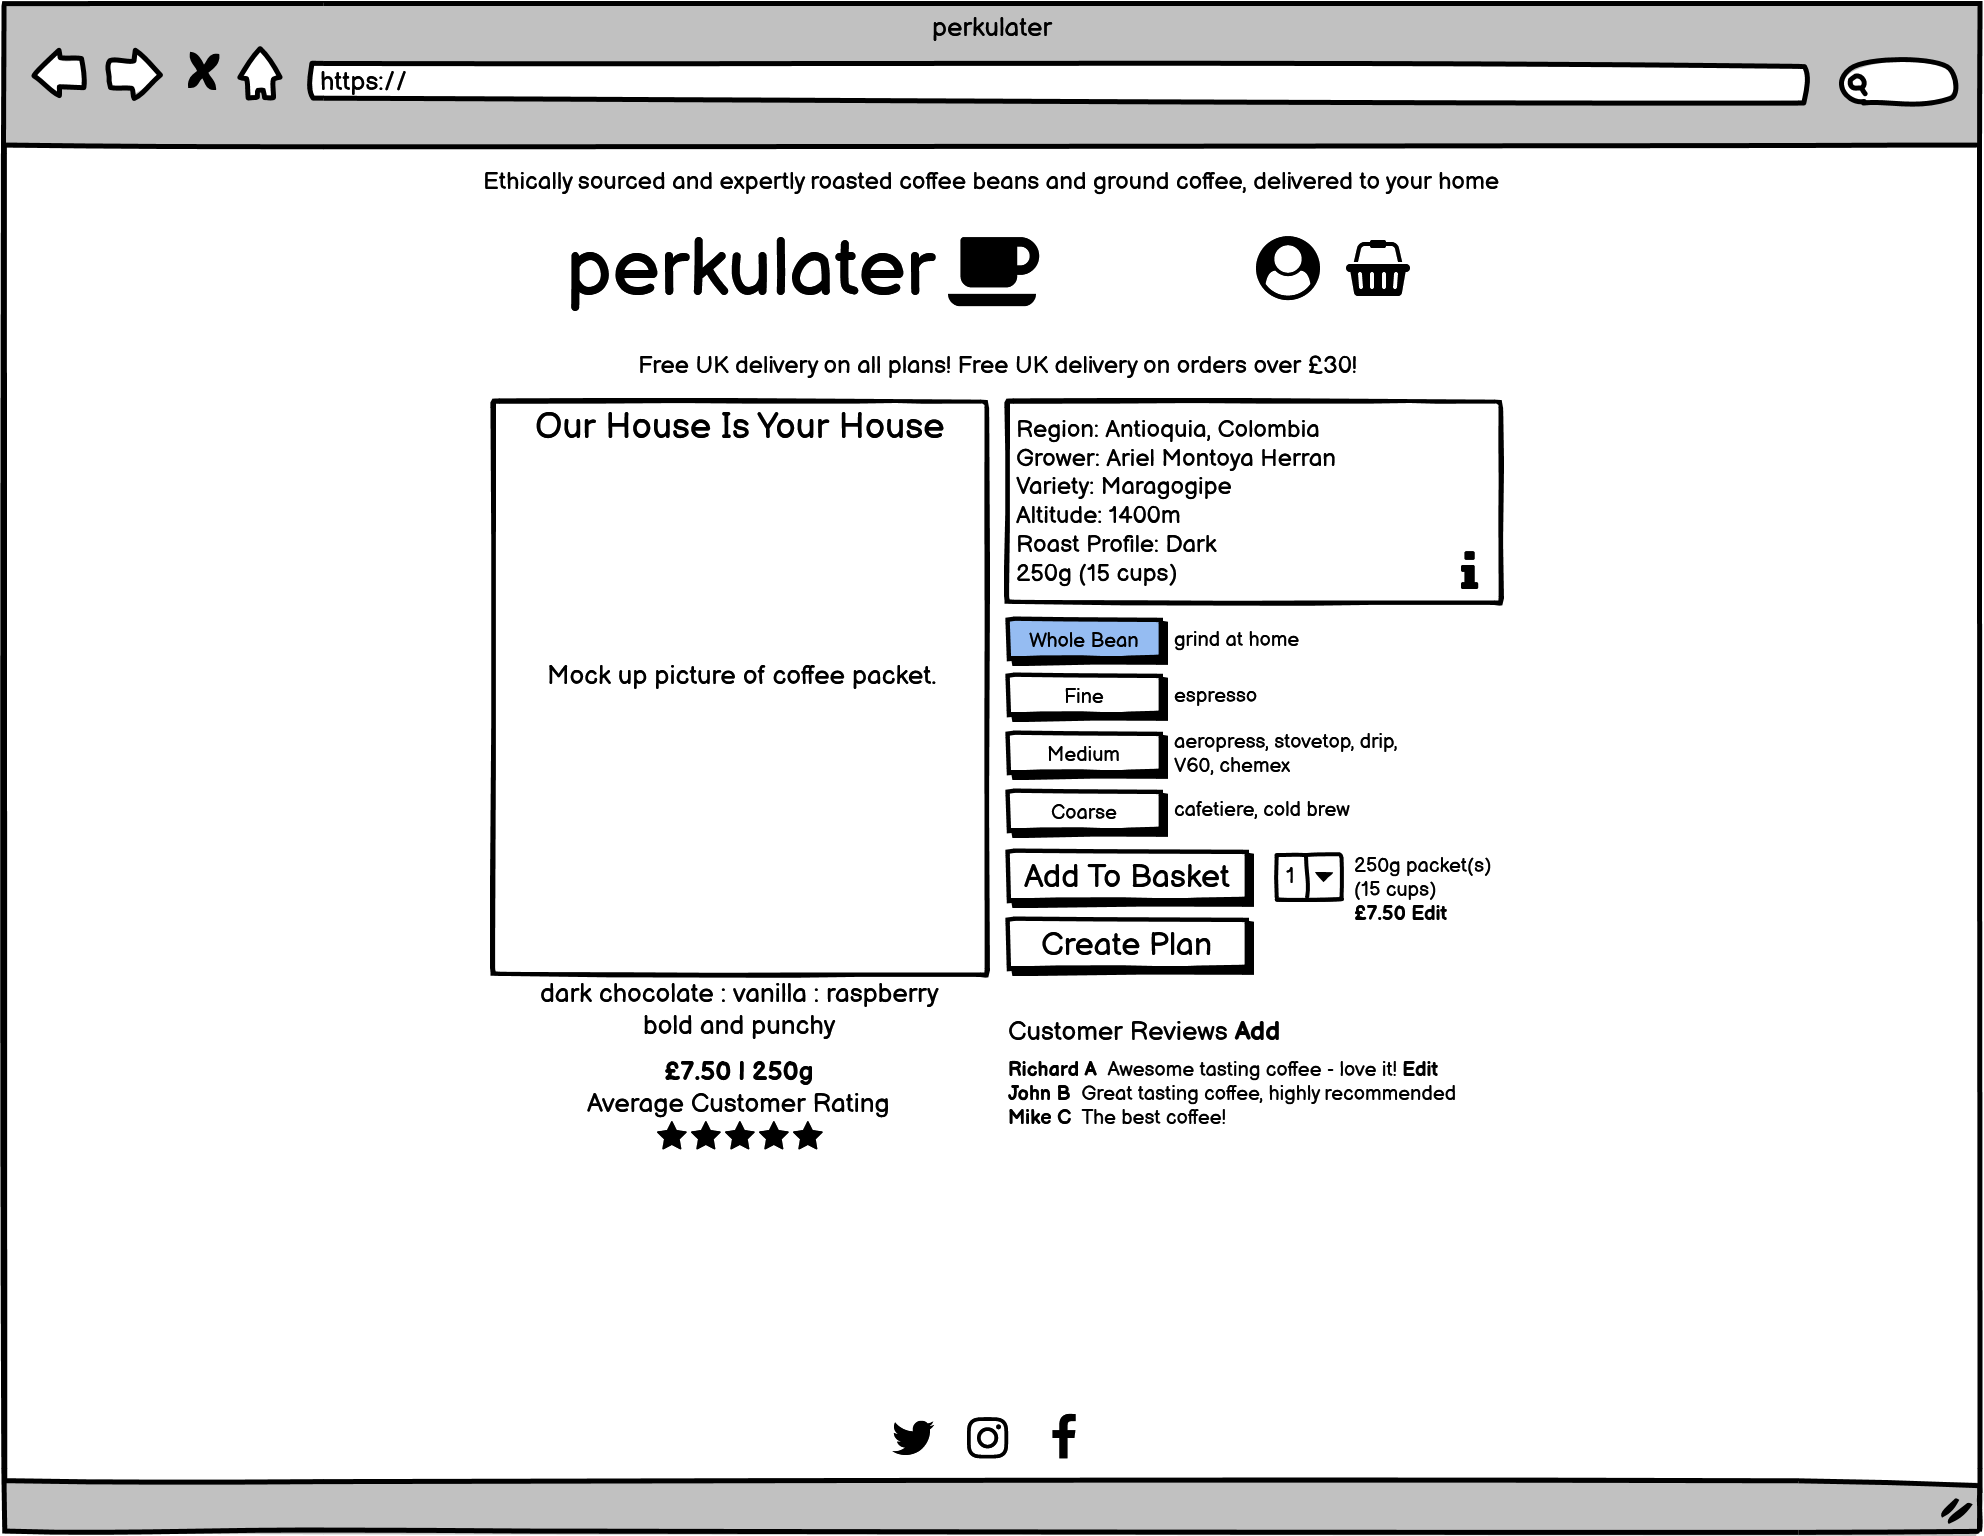 perkulater
https://
Ethically sourced and expertly roasted coffee beans and ground coffee, delivered to your home
perkulater
Free UK delivery on all plans! Free UK delivery on orders over £30!
Our House Is Your House
Mock up picture of coffee packet.
dark chocolate : vanilla : raspberry
bold and punchy
£7.50 | 250g
Average Customer Rating
Region: Antioquia, Colombia
Grower: Ariel Montoya Herran
Variety: Maragogipe
Altitude: 1400m
Roast Profile: Dark
250g (15 cups)
Whole Bean grind at home
Fine espresso
Medium aeropress, stovetop, drip,
V60, chemex
Coarse cafetiere, cold brew
Add To Basket 1 250g packet(s)
(15 cups)
£7.50 Edit
Create Plan
Customer Reviews Add
Richard A Awesome tasting coffee - love it! Edit
John B Great tasting coffee, highly recommended
Mike C The best coffee!